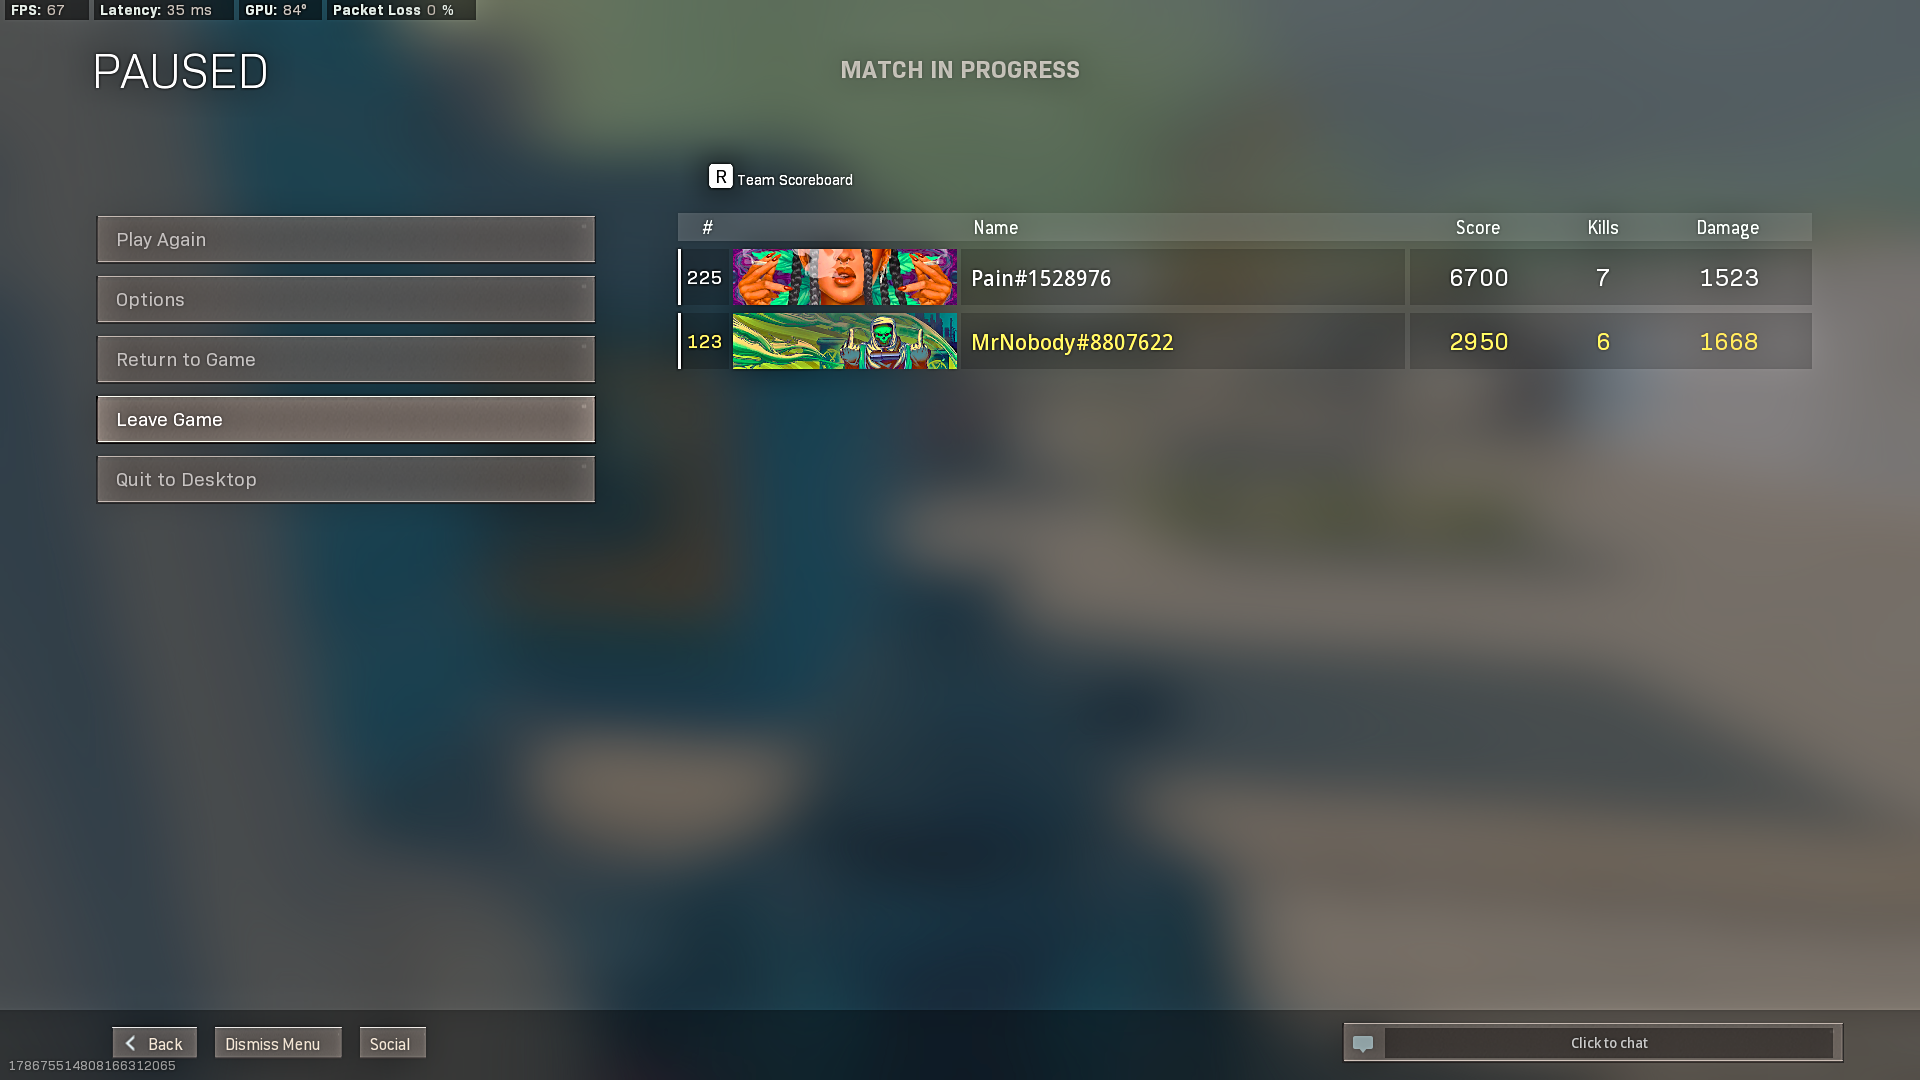 FPS: 67 Latency: 35 ms GPU: 84° Packet Loss 0 %
PAUSED
MATCH IN PROGRESS
R Team Scoreboard
Play Again
Options
Return to Game
Leave Game
Quit to Desktop
# Name Score Kills Damage
225 Pain#1528976 6700 7 1523
123 MrNobody#8807622 2950 6 1668
Back Dismiss Menu Social
Click to chat
178675514808166312065